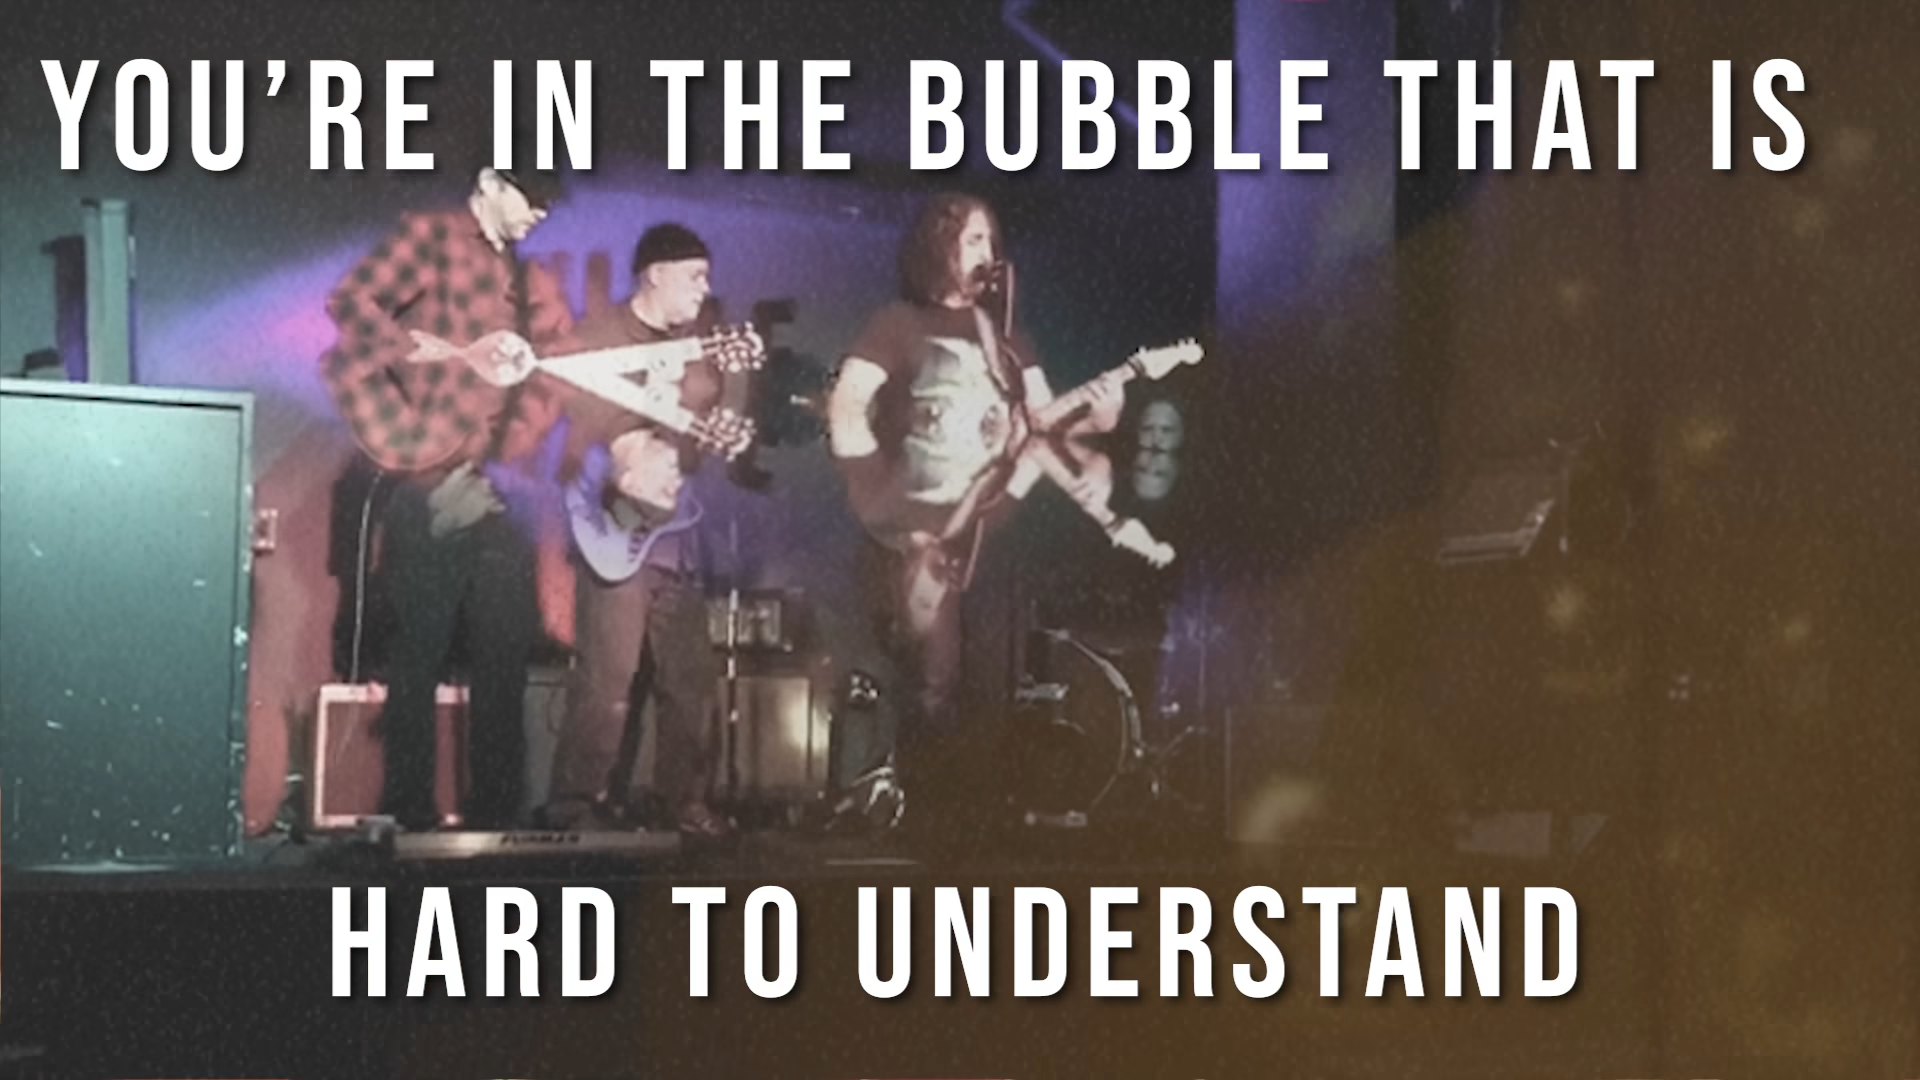 YOU’RE IN THE BUBBLE THAT IS
HARD TO UNDERSTAND